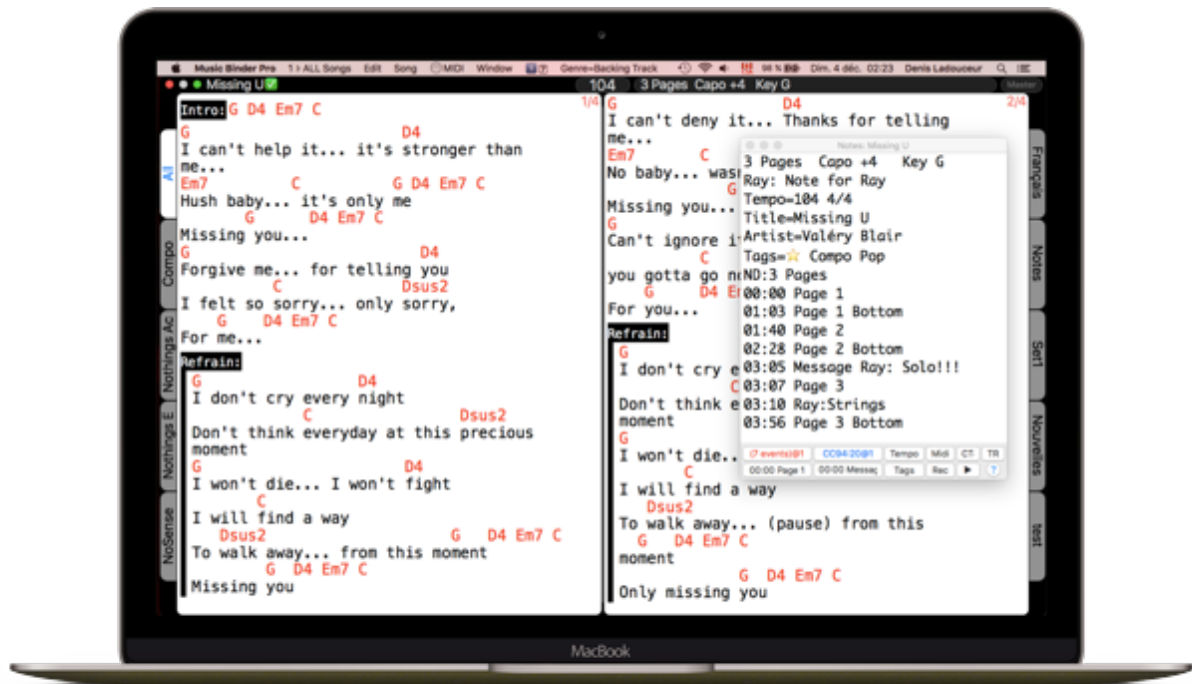 Music Binder Pro 1 > ALL Songs Edit Song MIDI Window Genre=Backing Track 98 % Dim. 4 déc. 02:23 Denis Ladouceur
Missing U 104 3 Pages Capo +4 Key G Master
All
Compo
Nothings Ac
Nothings E
NoSense
1/4
Intro: G D4 Em7 C
G D4
I can't help it... it's stronger than
me...
Em7 C G D4 Em7 C
Hush baby... it's only me
G D4 Em7 C
Missing you...
G D4
Forgive me... for telling you
C Dsus2
I felt so sorry... only sorry,
G D4 Em7 C
For me...
Refrain:
G D4
I don't cry every night
C Dsus2
Don't think everyday at this precious
moment
G D4
I won't die... I won't fight
C
I will find a way
Dsus2 G D4 Em7 C
To walk away... from this moment
G D4 Em7 C
Missing you
2/4
G D4
I can't deny it... Thanks for telling
me...
Em7 C
No baby... was
G
Missing you...
G
Can't ignore i
C
you gotta go n
G D4 E
For you...
Refrain:
G
I don't cry e
C
Don't think e
moment
G
I won't die..
C
I will find a way
Dsus2
To walk away... (pause) from this
G D4 Em7 C
moment
G D4 Em7 C
Only missing you
Notes: Missing U
3 Pages Capo +4 Key G
Ray: Note for Ray
Tempo=104 4/4
Title=Missing U
Artist=Valéry Blair
Tags=⭐ Compo Pop
ND:3 Pages
00:00 Page 1
01:03 Page 1 Bottom
01:40 Page 2
02:28 Page 2 Bottom
03:05 Message Ray: Solo!!!
03:07 Page 3
03:10 Ray:Strings
03:56 Page 3 Bottom
(7 events)@1 CC94:20@1 Tempo Midi CT TR
00:00 Page 1 00:00 Messag Tags Rec ▶ ?
Français
Notes
Set1
Nouvelles
test
MacBook